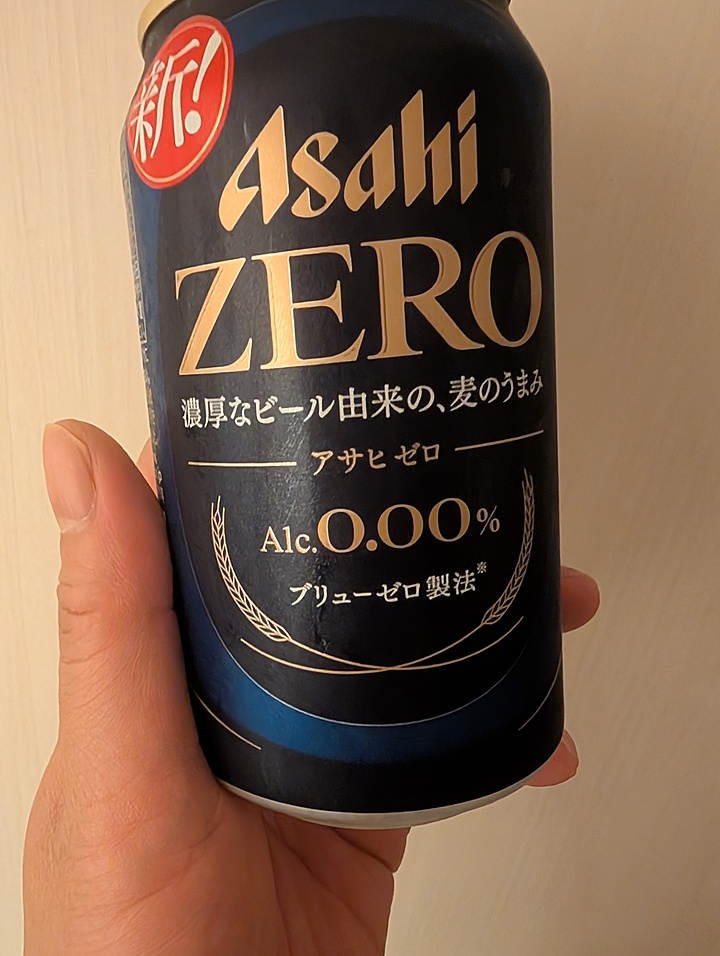 新!
Asahi
ZERO
濃厚なビール由来の、麦のうまみ
アサヒ ゼロ
Alc.0.00%
ブリューゼロ製法※